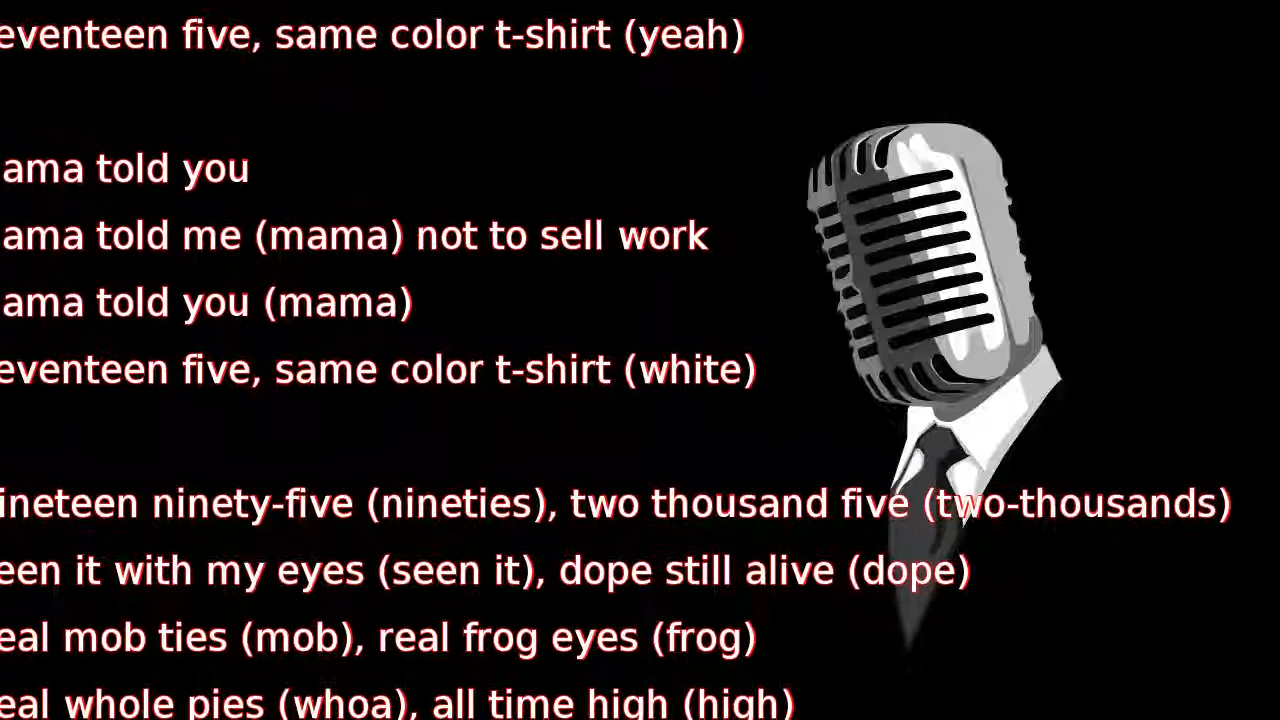 eventeen five, same color t-shirt (yeah)
ama told you
ama told me (mama) not to sell work
ama told you (mama)
eventeen five, same color t-shirt (white)
ineteen ninety-five (nineties), two thousand five (two-thousands)
een it with my eyes (seen it), dope still alive (dope)
eal mob ties (mob), real frog eyes (frog)
eal whole pies (whoa), all time high (high)